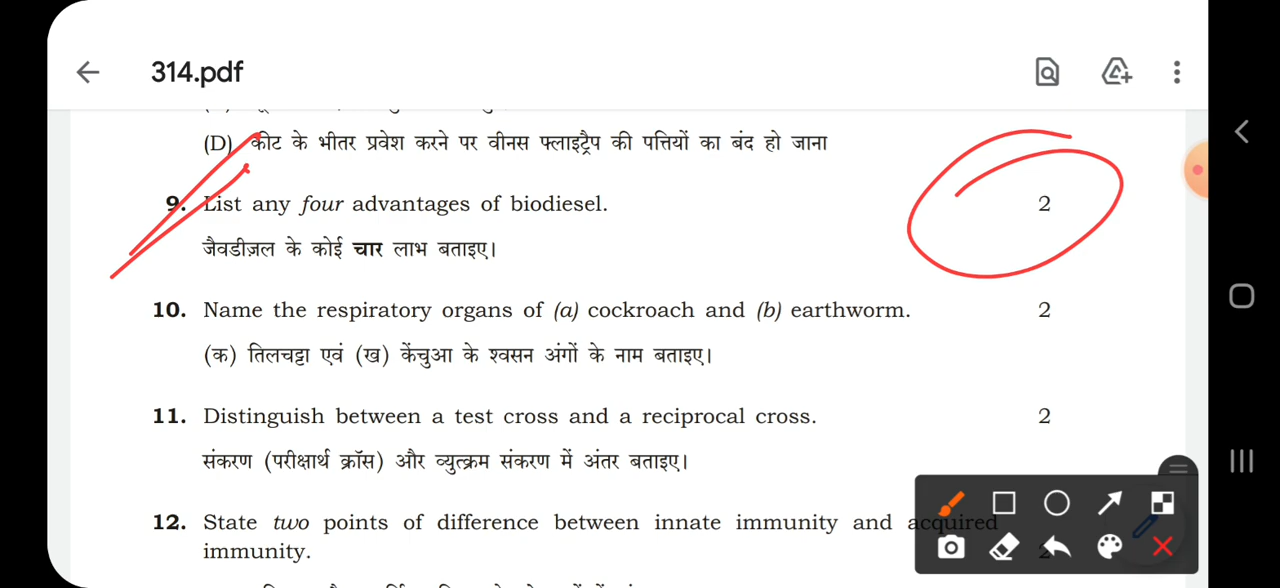 314.pdf
(D) कीट के भीतर प्रवेश करने पर वीनस फ्लाइट्रैप की पत्तियों का बंद हो जाना
9. List any four advantages of biodiesel. 2
जैवडीज़ल के कोई चार लाभ बताइए।
10. Name the respiratory organs of (a) cockroach and (b) earthworm. 2
(क) तिलचट्टा एवं (ख) केंचुआ के श्वसन अंगों के नाम बताइए।
11. Distinguish between a test cross and a reciprocal cross. 2
संकरण (परीक्षार्थ क्रॉस) और व्युत्क्रम संकरण में अंतर बताइए।
12. State two points of difference between innate immunity and acquired
immunity. 2